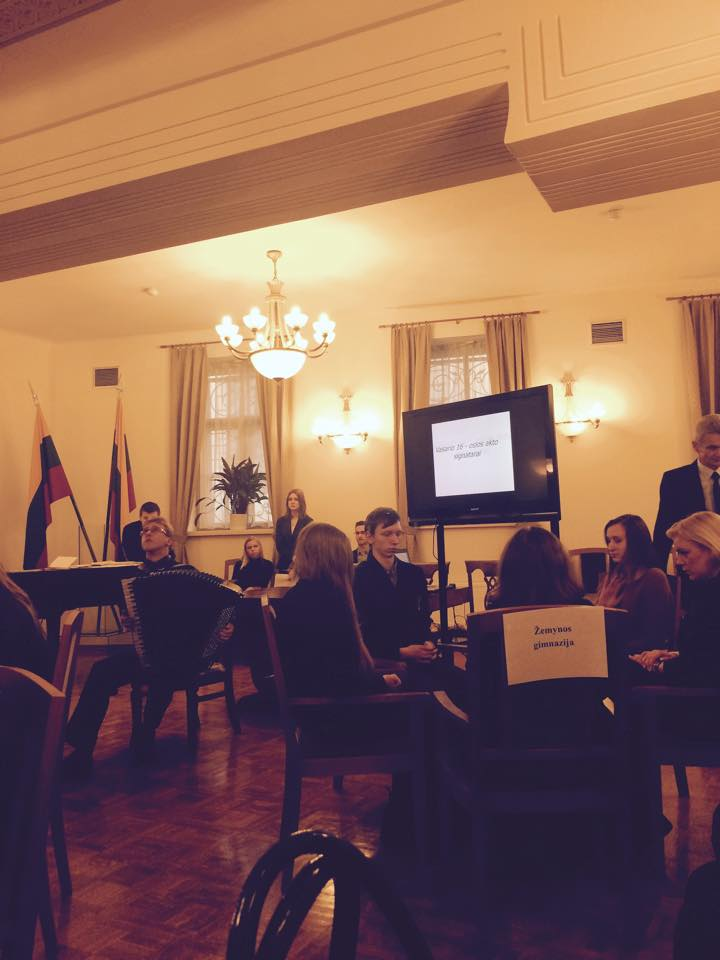 Vasario 16 - osios akto
signatarai
Žemynos
gimnazija